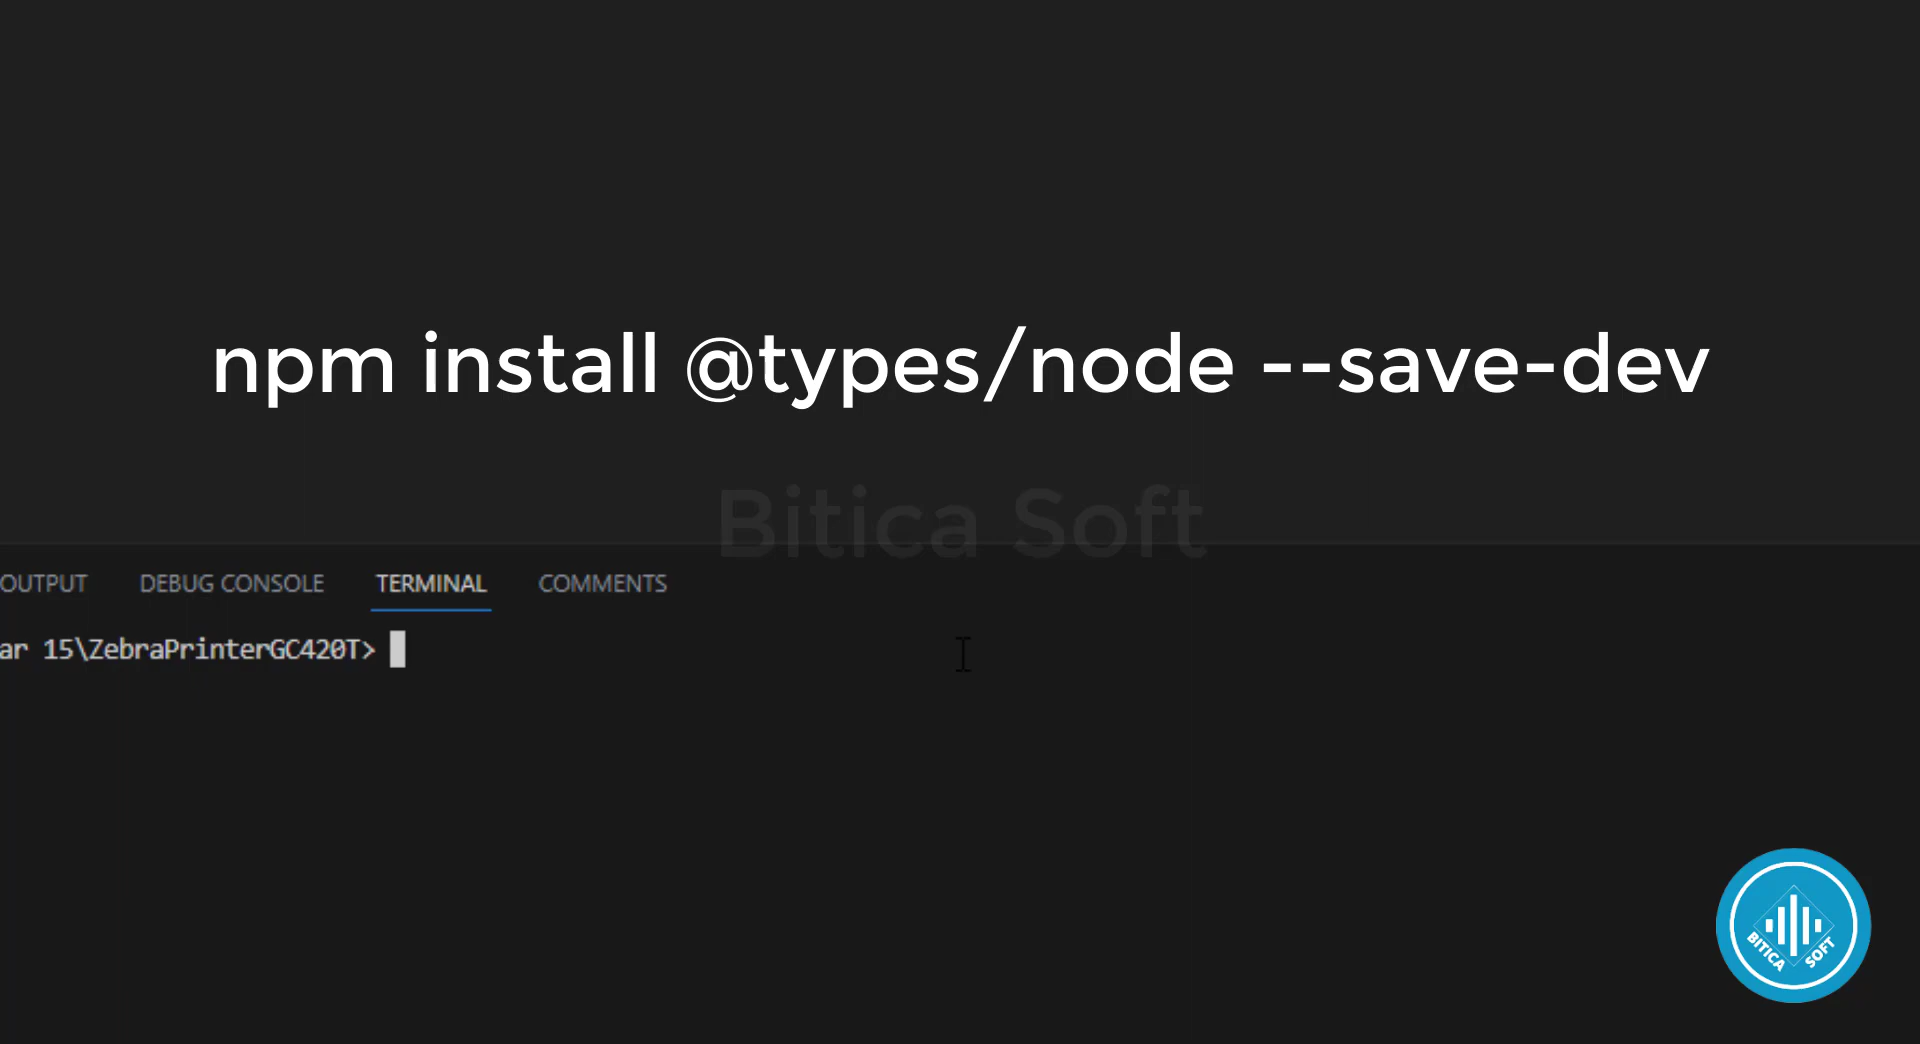 npm install @types/node --save-dev
Bitica Soft
OUTPUT DEBUG CONSOLE TERMINAL COMMENTS
ar 15\ZebraPrinterGC420T>
BITICA SOFT